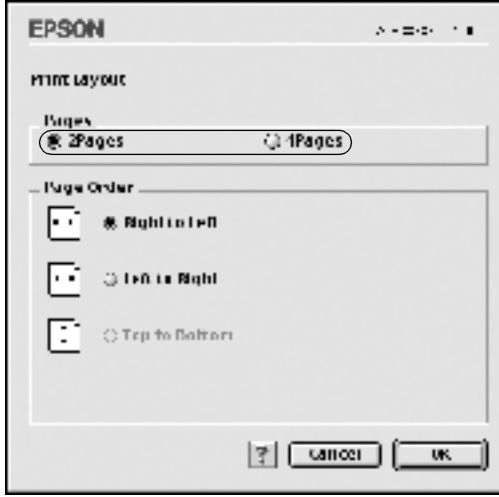 EPSON
Print Layout
Pages
2Pages 4Pages
Page Order
Right to Left
Left to Right
Top to Bottom
? Cancel OK